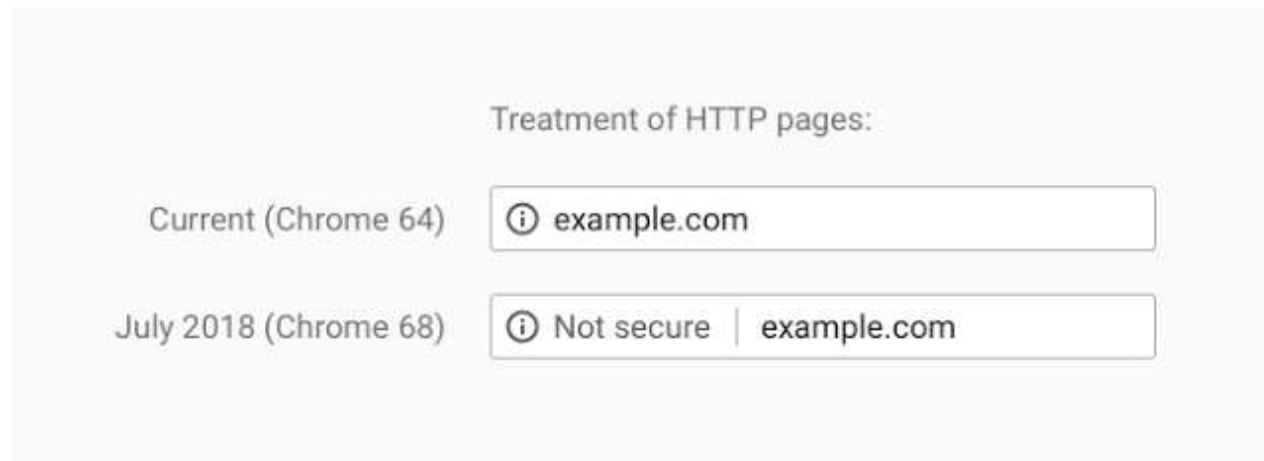 Treatment of HTTP pages:
Current (Chrome 64) example.com
July 2018 (Chrome 68) Not secure example.com